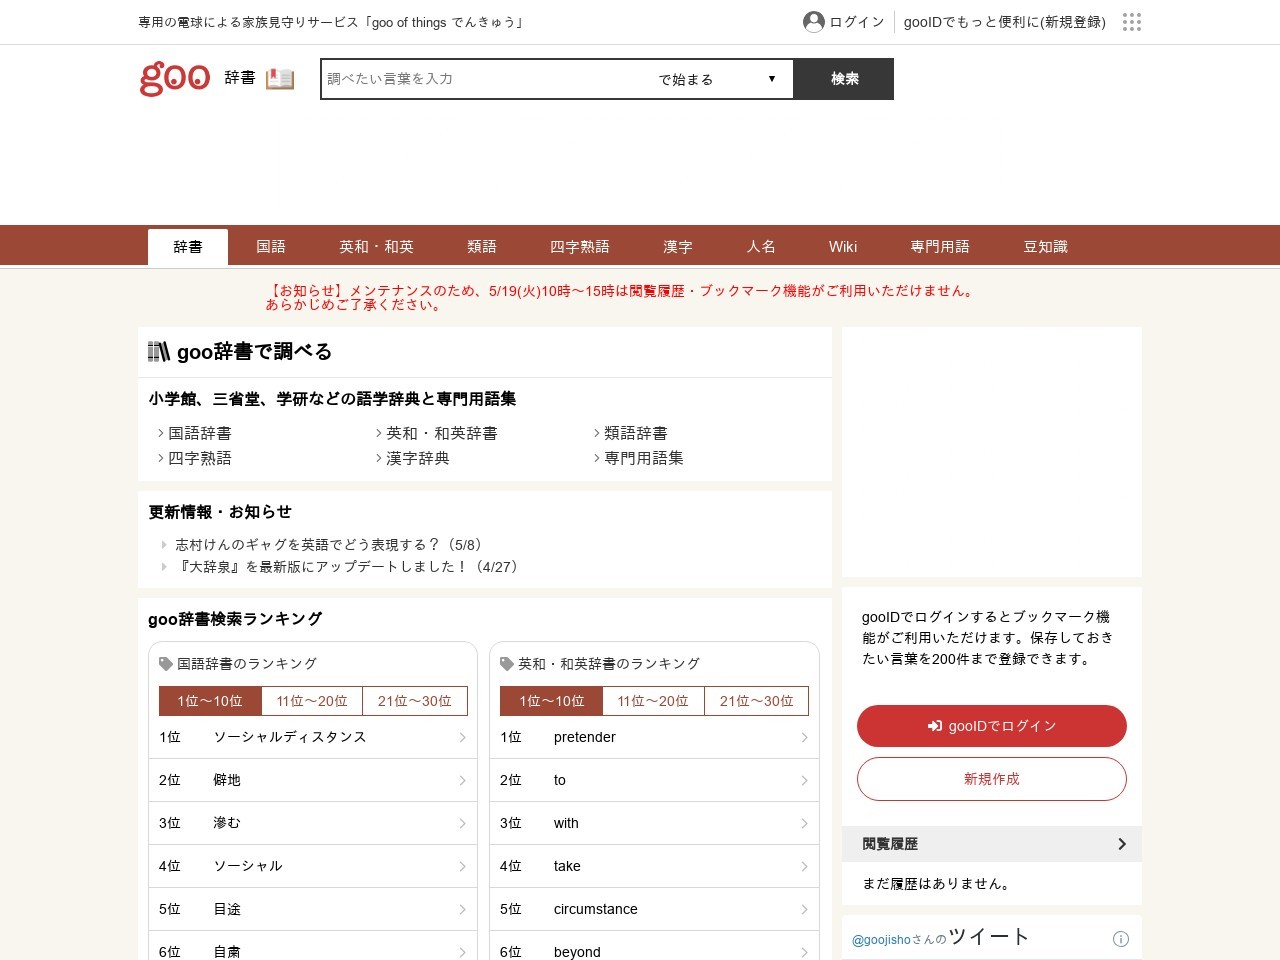 専用の電球による家族見守りサービス「goo of things でんきゅう」
ログイン
gooIDでもっと便利に(新規登録)
goo 辞書
調べたい言葉を入力
で始まる
検索
辞書 国語 英和・和英 類語 四字熟語 漢字 人名 Wiki 専門用語 豆知識
【お知らせ】メンテナンスのため、5/19(火)10時～15時は閲覧履歴・ブックマーク機能がご利用いただけません。
あらかじめご了承ください。
goo辞書で調べる
小学館、三省堂、学研などの語学辞典と専門用語集
国語辞書 英和・和英辞書 類語辞書
四字熟語 漢字辞典 専門用語集
更新情報・お知らせ
志村けんのギャグを英語でどう表現する？（5/8）
『大辞泉』を最新版にアップデートしました！（4/27）
goo辞書検索ランキング
国語辞書のランキング
1位～10位 11位～20位 21位～30位
1位 ソーシャルディスタンス
2位 僻地
3位 滲む
4位 ソーシャル
5位 目途
6位 自粛
英和・和英辞書のランキング
1位～10位 11位～20位 21位～30位
1位 pretender
2位 to
3位 with
4位 take
5位 circumstance
6位 beyond
gooIDでログインするとブックマーク機
能がご利用いただけます。保存しておき
たい言葉を200件まで登録できます。
gooIDでログイン
新規作成
閲覧履歴
まだ履歴はありません。
@goojishoさんのツイート